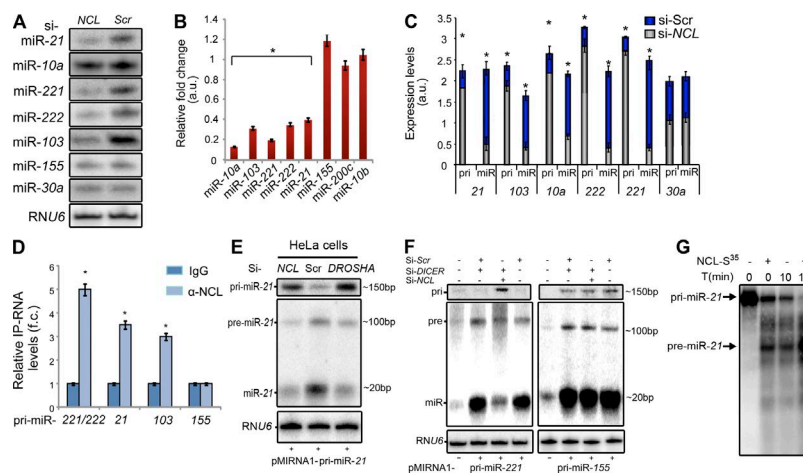 A
NCL Scr
si-
miR-21
miR-10a
miR-221
miR-222
miR-103
miR-155
miR-30a
RNU6
B
Relative fold change
(a.u.)
1.4
1.2
1
0.8
0.6
0.4
0.2
0
*
miR-10a
miR-103
miR-221
miR-222
miR-21
miR-155
miR-200c
miR-10b
C
si-Scr
si-NCL
Expression levels
(a.u.)
3.5
3
2.5
2
1.5
1
0.5
0
* * * * * * * * * *
pri miR pri miR pri miR pri miR pri miR pri miR
21 103 10a 222 221 30a
D
IgG
α-NCL
Relative IP-RNA
levels (f.c.)
6
5
4
3
2
1
0
* * *
pri-miR- 221/222 21 103 155
E
HeLa cells
Si- NCL Scr DROSHA
pri-miR-21 ~150bp
pre-miR-21 ~100bp
miR-21 ~20bp
RNU6
+ + +
pMIRNA1-pri-miR-21
F
Si-Scr - + - + - + - +
Si-DICER - + + - - + + -
Si-NCL - - + - - - + -
pri ~150bp
pre ~100bp
miR ~20bp
RNU6
- + + + - + + +
pMIRNA1- pri-miR-221 pri-miR-155
G
NCL-S35 - + +
T(min) 0 0 10
pri-miR-21
pre-miR-21